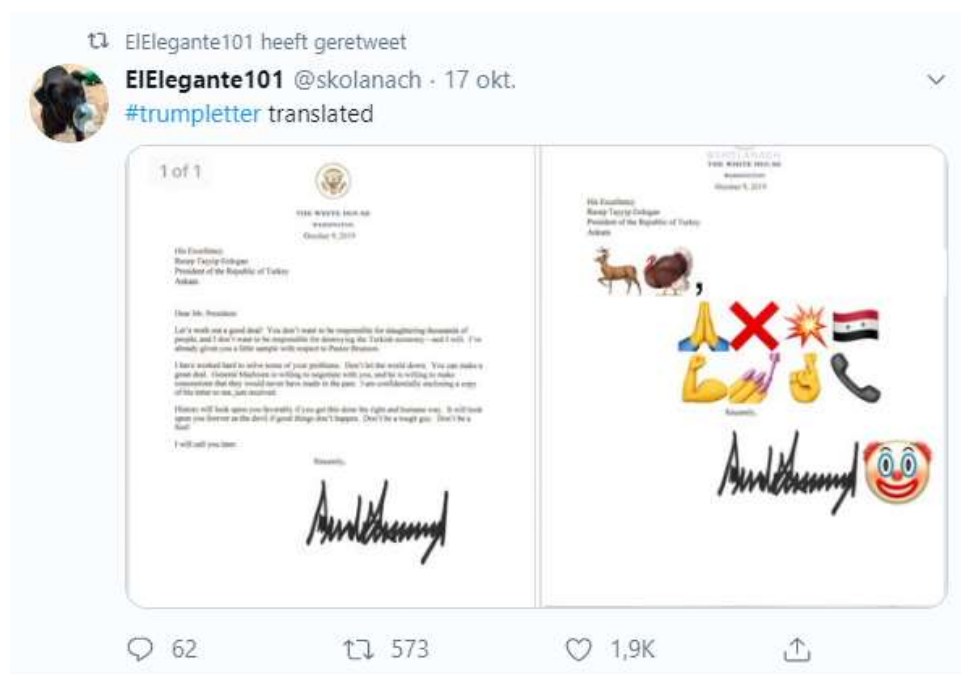 ElElegante101 heeft geretweet
ElElegante101 @skolanach · 17 okt.
#trumpletter translated
1 of 1
THE WHITE HOUSE
WASHINGTON
October 9, 2019
His Excellency
Recep Tayyip Erdogan
President of the Republic of Turkey
Ankara
Dear Mr. President:
Let's work out a good deal! You don't want to be responsible for slaughtering thousands of
people, and I don't want to be responsible for destroying the Turkish economy—and I will. I've
already given you a little sample with respect to Pastor Brunson.
I have worked hard to solve some of your problems. Don't let the world down. You can make a
great deal. General Mazloum is willing to negotiate with you, and he is willing to make
concessions that they would never have made in the past. I am confidentially enclosing a copy
of his letter to me, just received.
History will look upon you favorably if you get this done the right and humane way. It will look
upon you forever as the devil if good things don't happen. Don't be a tough guy. Don't be a
fool!
I will call you later.
Sincerely,
THE WHITE HOUSE
WASHINGTON
October 9, 2019
His Excellency
Recep Tayyip Erdogan
President of the Republic of Turkey
Ankara
,
Sincerely,
62 573 1,9K